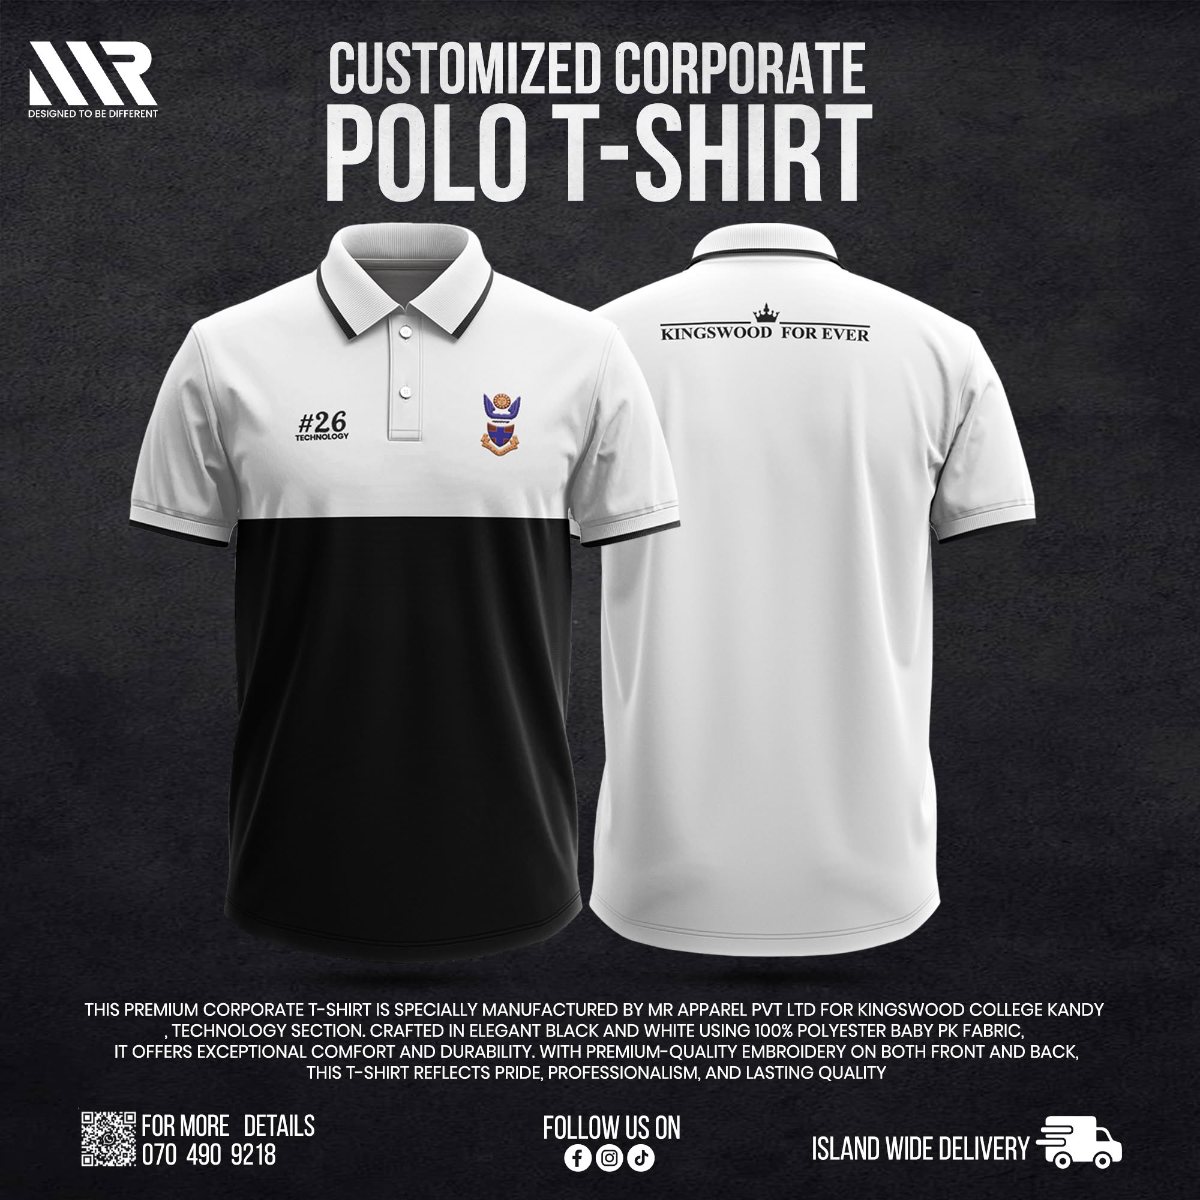 MR
DESIGNED TO BE DIFFERENT
CUSTOMIZED CORPORATE
POLO T-SHIRT
#26
TECHNOLOGY
KINGSWOOD FOR EVER
THIS PREMIUM CORPORATE T-SHIRT IS SPECIALLY MANUFACTURED BY MR APPAREL PVT LTD FOR KINGSWOOD COLLEGE KANDY
, TECHNOLOGY SECTION. CRAFTED IN ELEGANT BLACK AND WHITE USING 100% POLYESTER BABY PK FABRIC,
IT OFFERS EXCEPTIONAL COMFORT AND DURABILITY. WITH PREMIUM-QUALITY EMBROIDERY ON BOTH FRONT AND BACK,
THIS T-SHIRT REFLECTS PRIDE, PROFESSIONALISM, AND LASTING QUALITY
FOR MORE DETAILS
070 490 9218
FOLLOW US ON
ISLAND WIDE DELIVERY